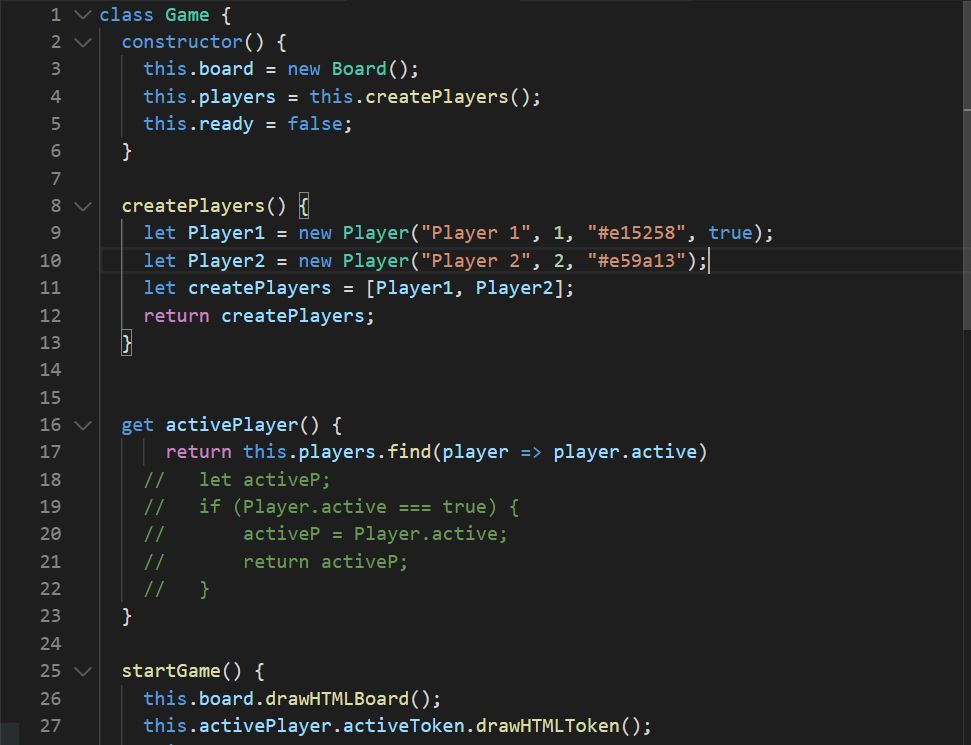 1 class Game {
2 constructor() {
3 this.board = new Board();
4 this.players = this.createPlayers();
5 this.ready = false;
6 }
7
8 createPlayers() {
9 let Player1 = new Player("Player 1", 1, "#e15258", true);
10 let Player2 = new Player("Player 2", 2, "#e59a13");
11 let createPlayers = [Player1, Player2];
12 return createPlayers;
13 }
14
15
16 get activePlayer() {
17 return this.players.find(player => player.active)
18 // let activeP;
19 // if (Player.active === true) {
20 // activeP = Player.active;
21 // return activeP;
22 // }
23 }
24
25 startGame() {
26 this.board.drawHTMLBoard();
27 this.activePlayer.activeToken.drawHTMLToken();